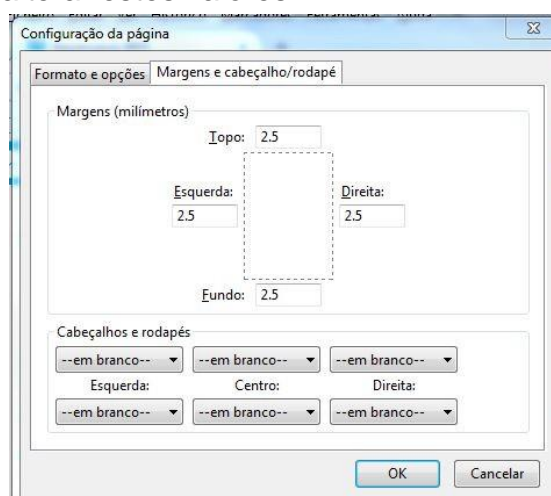 Configuração da página
Formato e opções Margens e cabeçalho/rodapé
Margens (milímetros)
Topo: 2.5
Esquerda: Direita:
2.5 2.5
Fundo: 2.5
Cabeçalhos e rodapés
--em branco-- --em branco-- --em branco--
Esquerda: Centro: Direita:
--em branco-- --em branco-- --em branco--
OK Cancelar